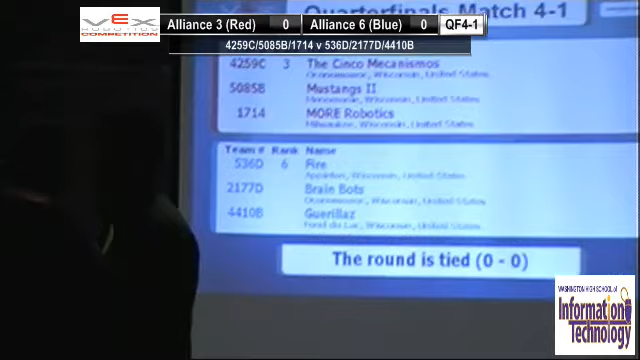 VEX
ROBOTICS
COMPETITION
Alliance 3 (Red) 0 Alliance 6 (Blue) 0 QF4-1
4259C/5085B/1714 v 536D/2177D/4410B
Quarterfinals Match 4-1
4259C 3 The Cinco Mecanismos
Oconomowoc, Wisconsin, United States
5085B Mustangs II
Menomonie, Wisconsin, United States
1714 MORE Robotics
Milwaukee, Wisconsin, United States
Team # Rank Name
536D 6 Fire
Appleton, Wisconsin, United States
2177D Brain Bots
Oconomowoc, Wisconsin, United States
4410B Guerillaz
Fond du Lac, Wisconsin, United States
The round is tied (0 - 0)
WASHINGTON HIGH SCHOOL of
Information
Technology